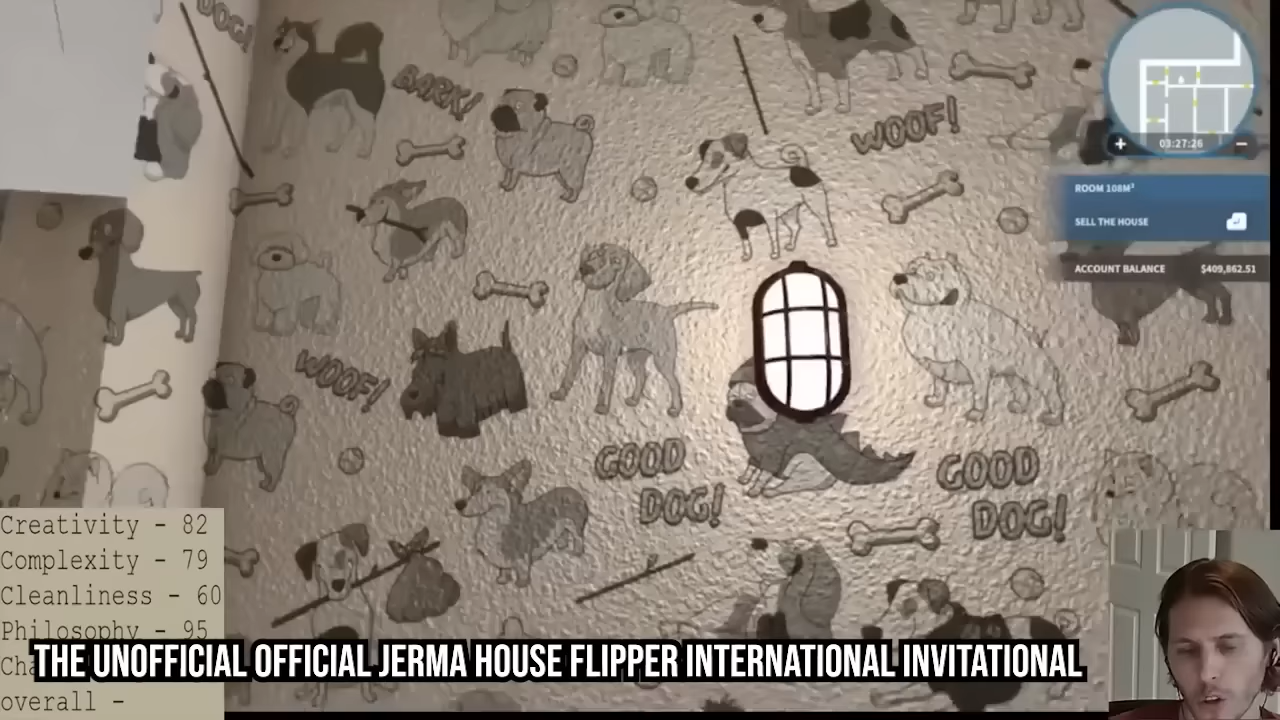 DOG!
BARK!
WOOF!
03:27:26
ROOM 108M²
SELL THE HOUSE
ACCOUNT BALANCE $409,862.51
WOOF!
GOOD
DOG!
GOOD
DOG!
Creativity - 82
Complexity - 79
Cleanliness - 60
Philosophy - 95
THE UNOFFICIAL OFFICIAL JERMA HOUSE FLIPPER INTERNATIONAL INVITATIONAL
overall -